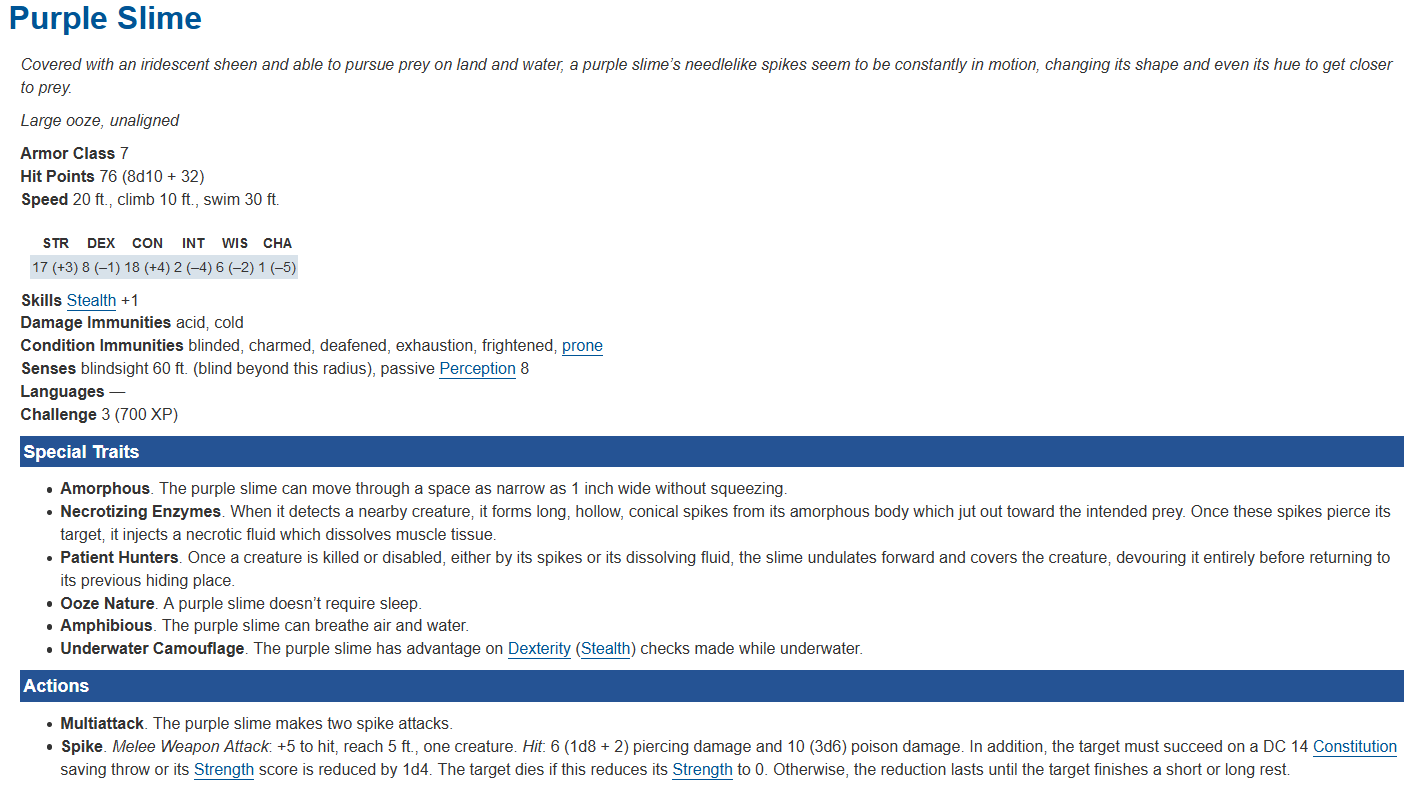 Purple Slime
Covered with an iridescent sheen and able to pursue prey on land and water, a purple slime’s needlelike spikes seem to be constantly in motion, changing its shape and even its hue to get closer
to prey.
Large ooze, unaligned
Armor Class 7
Hit Points 76 (8d10 + 32)
Speed 20 ft., climb 10 ft., swim 30 ft.
STR DEX CON INT WIS CHA
17 (+3) 8 (–1) 18 (+4) 2 (–4) 6 (–2) 1 (–5)
Skills Stealth +1
Damage Immunities acid, cold
Condition Immunities blinded, charmed, deafened, exhaustion, frightened, prone
Senses blindsight 60 ft. (blind beyond this radius), passive Perception 8
Languages —
Challenge 3 (700 XP)
Special Traits
• Amorphous. The purple slime can move through a space as narrow as 1 inch wide without squeezing.
• Necrotizing Enzymes. When it detects a nearby creature, it forms long, hollow, conical spikes from its amorphous body which jut out toward the intended prey. Once these spikes pierce its
target, it injects a necrotic fluid which dissolves muscle tissue.
• Patient Hunters. Once a creature is killed or disabled, either by its spikes or its dissolving fluid, the slime undulates forward and covers the creature, devouring it entirely before returning to
its previous hiding place.
• Ooze Nature. A purple slime doesn’t require sleep.
• Amphibious. The purple slime can breathe air and water.
• Underwater Camouflage. The purple slime has advantage on Dexterity (Stealth) checks made while underwater.
Actions
• Multiattack. The purple slime makes two spike attacks.
• Spike. Melee Weapon Attack: +5 to hit, reach 5 ft., one creature. Hit: 6 (1d8 + 2) piercing damage and 10 (3d6) poison damage. In addition, the target must succeed on a DC 14 Constitution
saving throw or its Strength score is reduced by 1d4. The target dies if this reduces its Strength to 0. Otherwise, the reduction lasts until the target finishes a short or long rest.